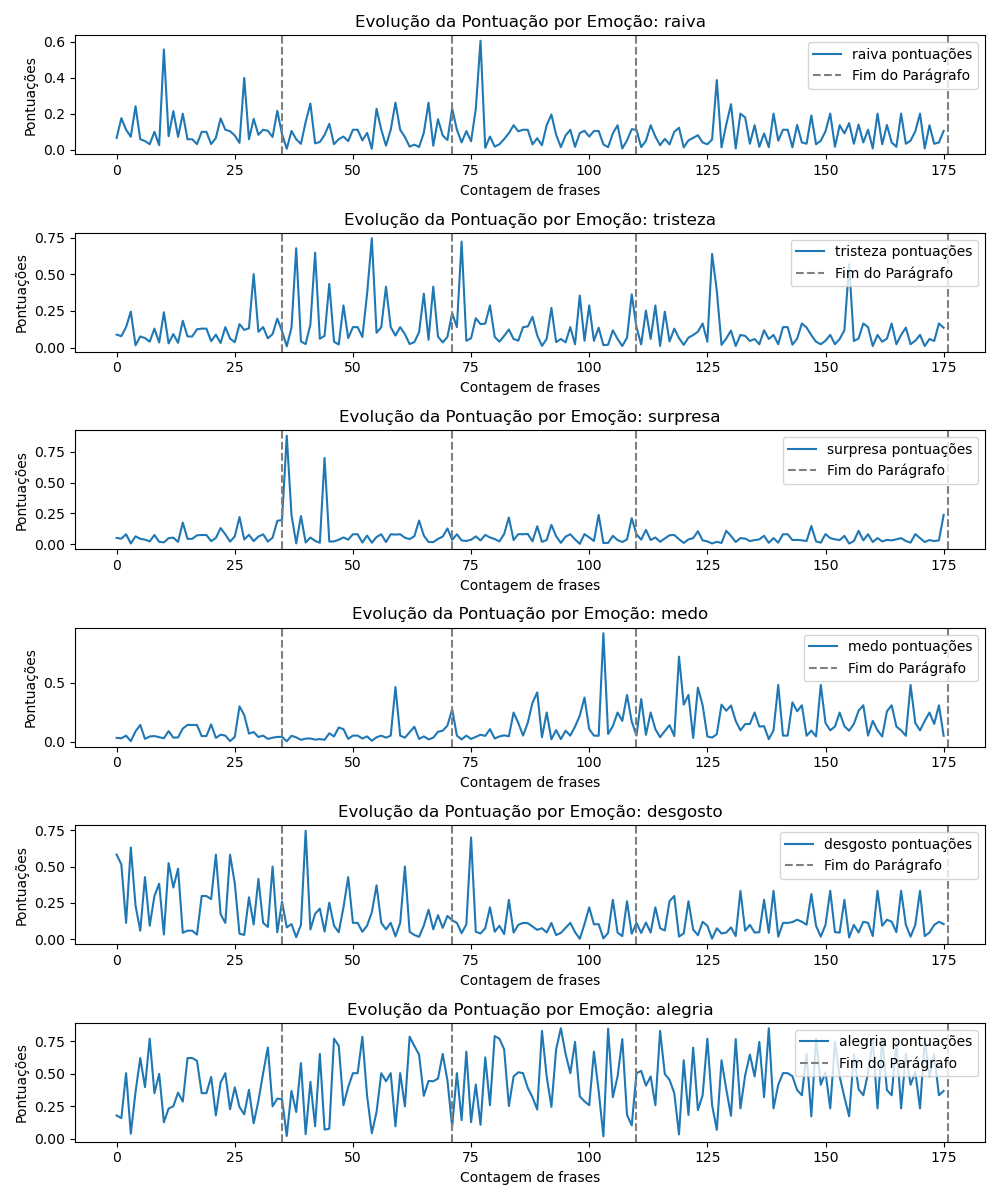 Evolução da Pontuação por Emoção: raiva
Pontuações
0.6
0.4
0.2
0.0
raiva pontuações
Fim do Parágrafo
0 25 50 75 100 125 150 175
Contagem de frases
Evolução da Pontuação por Emoção: tristeza
Pontuações
0.75
0.50
0.25
0.00
tristeza pontuações
Fim do Parágrafo
0 25 50 75 100 125 150 175
Contagem de frases
Evolução da Pontuação por Emoção: surpresa
Pontuações
0.75
0.50
0.25
0.00
surpresa pontuações
Fim do Parágrafo
0 25 50 75 100 125 150 175
Contagem de frases
Evolução da Pontuação por Emoção: medo
Pontuações
0.5
0.0
medo pontuações
Fim do Parágrafo
0 25 50 75 100 125 150 175
Contagem de frases
Evolução da Pontuação por Emoção: desgosto
Pontuações
0.75
0.50
0.25
0.00
desgosto pontuações
Fim do Parágrafo
0 25 50 75 100 125 150 175
Contagem de frases
Evolução da Pontuação por Emoção: alegria
Pontuações
0.75
0.50
0.25
0.00
alegria pontuações
Fim do Parágrafo
0 25 50 75 100 125 150 175
Contagem de frases